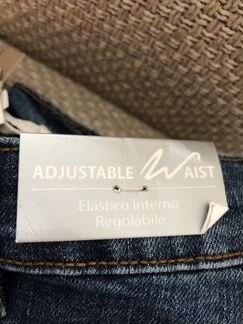 ADJUSTABLE WAIST
Elastico Interno
Regolabile